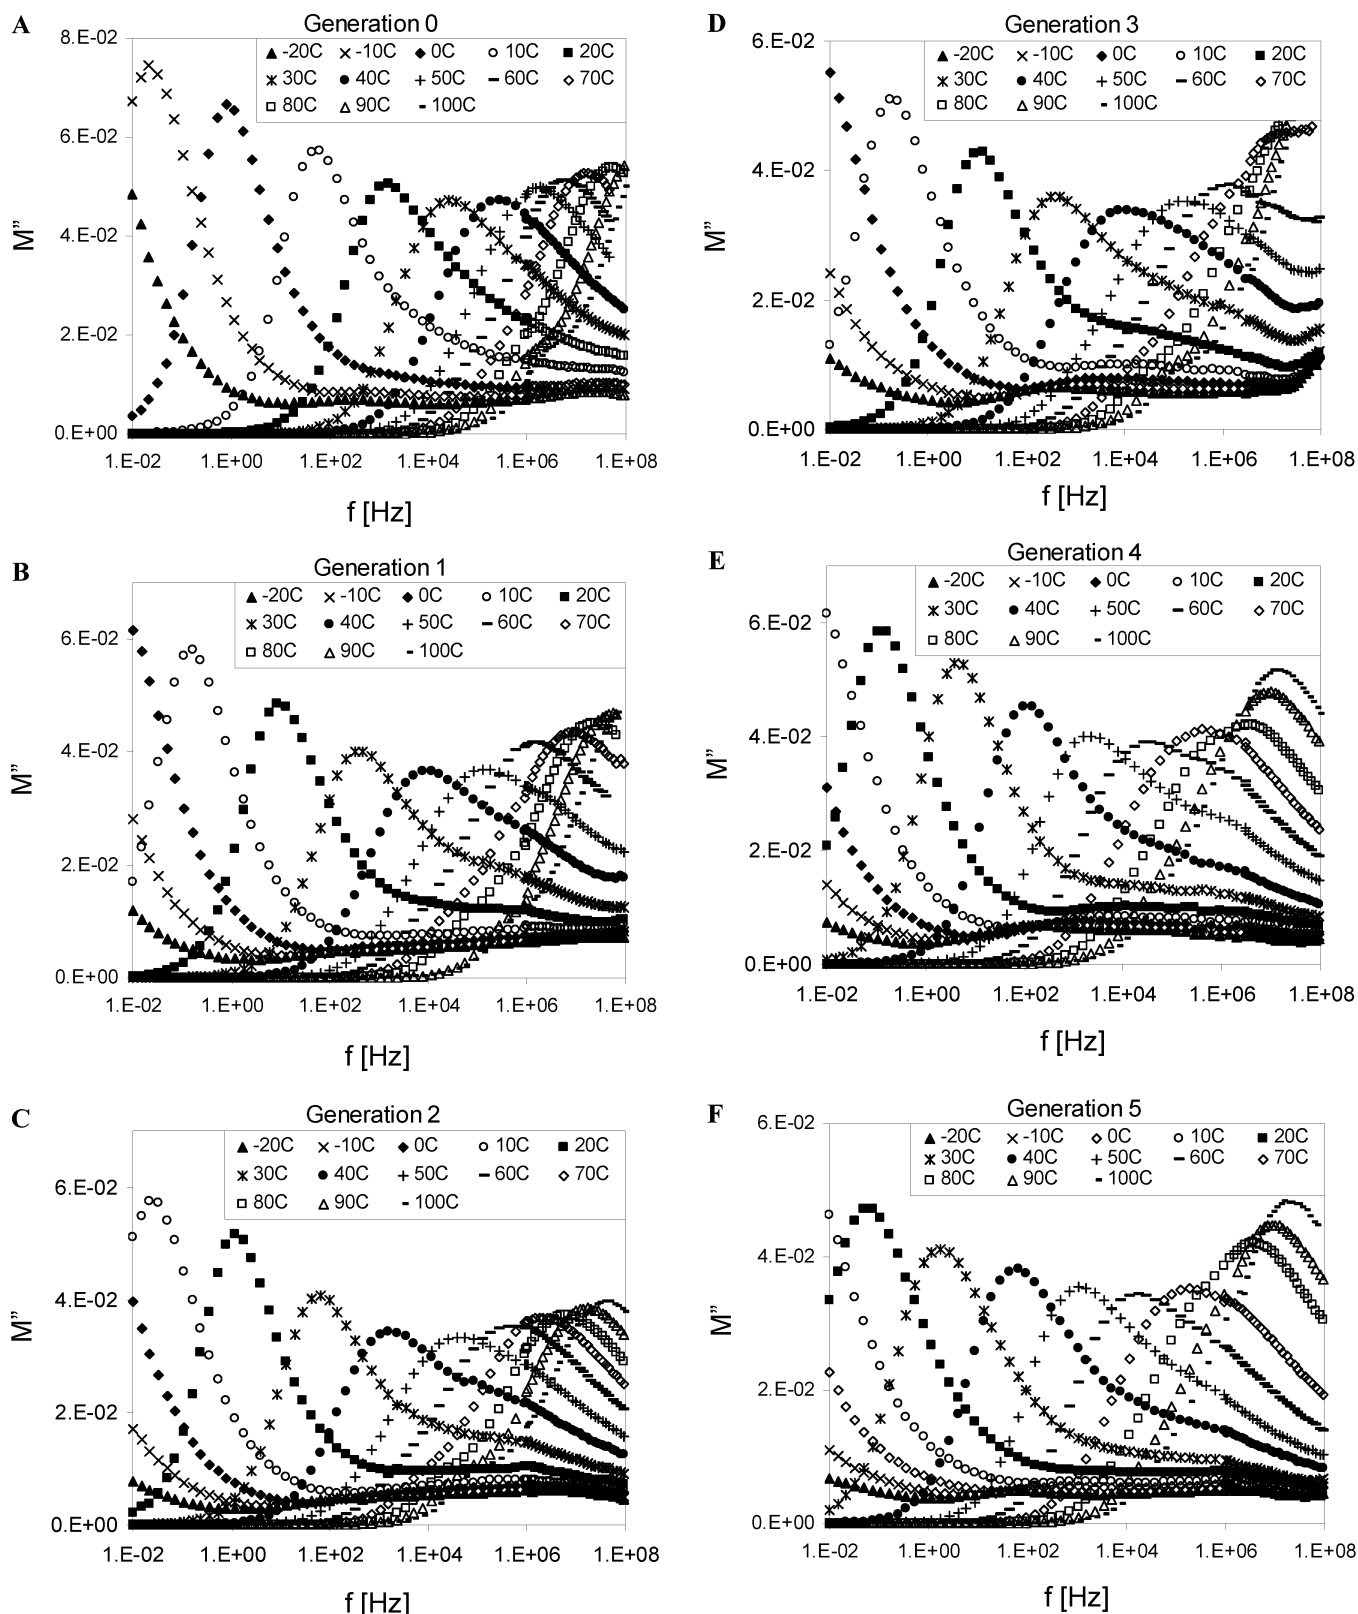 A
Generation 0
-20C -10C 0C 10C 20C
30C 40C 50C 60C 70C
80C 90C 100C
8.E-02
6.E-02
4.E-02
2.E-02
0.E+00
M”
1.E-02 1.E+00 1.E+02 1.E+04 1.E+06 1.E+08
f [Hz]
B
Generation 1
-20C -10C 0C 10C 20C
30C 40C 50C 60C 70C
80C 90C 100C
6.E-02
4.E-02
2.E-02
0.E+00
M”
1.E-02 1.E+00 1.E+02 1.E+04 1.E+06 1.E+08
f [Hz]
C
Generation 2
-20C -10C 0C 10C 20C
30C 40C 50C 60C 70C
80C 90C 100C
6.E-02
4.E-02
2.E-02
0.E+00
M”
1.E-02 1.E+00 1.E+02 1.E+04 1.E+06 1.E+08
f [Hz]
D
Generation 3
-20C -10C 0C 10C 20C
30C 40C 50C 60C 70C
80C 90C 100C
6.E-02
4.E-02
2.E-02
0.E+00
M”
1.E-02 1.E+00 1.E+02 1.E+04 1.E+06 1.E+08
f [Hz]
E
Generation 4
-20C -10C 0C 10C 20C
30C 40C 50C 60C 70C
80C 90C 100C
6.E-02
4.E-02
2.E-02
0.E+00
M”
1.E-02 1.E+00 1.E+02 1.E+04 1.E+06 1.E+08
f [Hz]
F
Generation 5
-20C -10C 0C 10C 20C
30C 40C 50C 60C 70C
80C 90C 100C
6.E-02
4.E-02
2.E-02
0.E+00
M”
1.E-02 1.E+00 1.E+02 1.E+04 1.E+06 1.E+08
f [Hz]